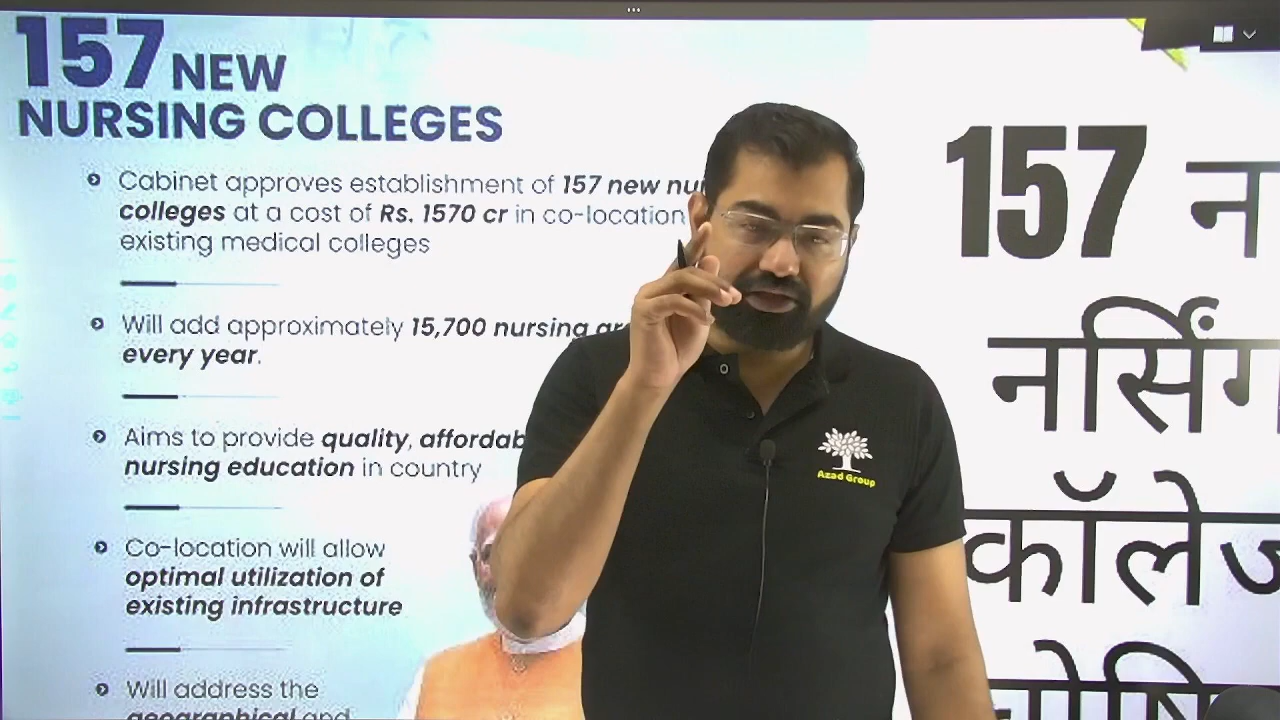 157 NEW
NURSING COLLEGES
Cabinet approves establishment of 157 new
colleges at a cost of Rs. 1570 cr in co-location
existing medical colleges
Will add approximately 15,700 nursing
every year.
Aims to provide quality,
nursing education in country
Co-location will allow
optimal utilization of
existing infrastructure
Will address the
geographical and
157 न
नर्सिंग
कॉलेज
Azad Group